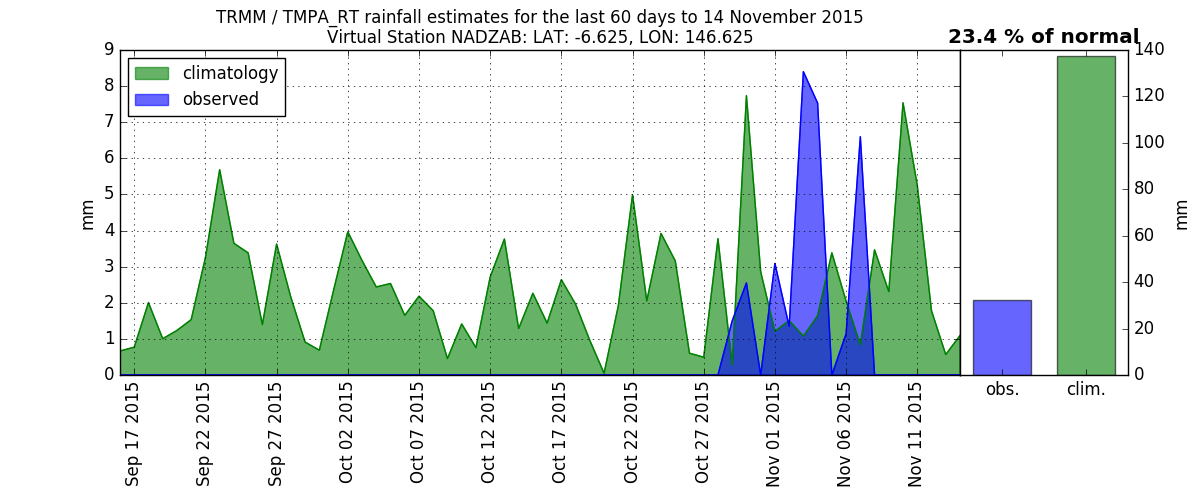 TRMM / TMPA_RT rainfall estimates for the last 60 days to 14 November 2015
Virtual Station NADZAB: LAT: -6.625, LON: 146.625
23.4 % of normal
climatology
observed
9
8
7
6
5
4
3
2
1
0
mm
140
120
100
80
60
40
20
0
mm
Sep 17 2015
Sep 22 2015
Sep 27 2015
Oct 02 2015
Oct 07 2015
Oct 12 2015
Oct 17 2015
Oct 22 2015
Oct 27 2015
Nov 01 2015
Nov 06 2015
Nov 11 2015
obs.
clim.